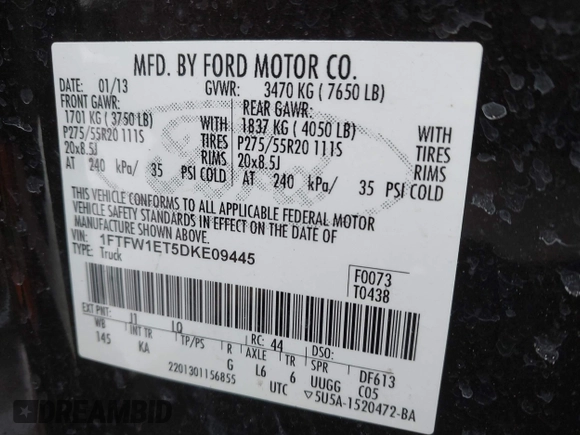 MFD. BY FORD MOTOR CO.
DATE: 01/13 GVWR: 3470 KG ( 7650 LB)
FRONT GAWR: REAR GAWR:
1701 KG ( 3750 LB) WITH 1837 KG ( 4050 LB) WITH
P275/55R20 111S TIRES P275/55R20 111S TIRES
20x8.5J RIMS 20x8.5J RIMS
AT 240 kPa/ 35 PSI COLD AT 240 kPa/ 35 PSI COLD
THIS VEHICLE CONFORMS TO ALL APPLICABLE FEDERAL MOTOR
VEHICLE SAFETY STANDARDS IN EFFECT ON THE DATE OF
MANUFACTURE SHOWN ABOVE.
VIN: 1FTFW1ET5DKE09445
TYPE: Truck
F0073
T0438
EXT PNT: J1 IQ RC: 44 DSO:
WB INT TR TP/PS R AXLE TR SPR DF613
145 KA G L6 6 UUGG C05
2201301156855 UTC ▽5U5A-1520472-BA
DREAMBID